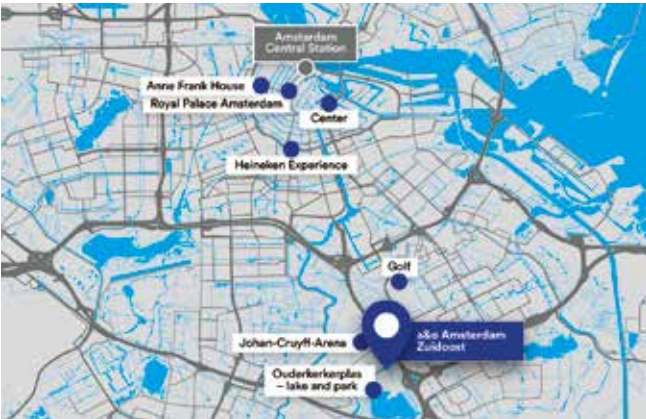 Amsterdam
Central Station
Anne Frank House
Royal Palace Amsterdam
Center
Heineken Experience
Golf
a&o Amsterdam
Zuidoost
Johan-Cruyff-Arena
Ouderkerkerplas
– lake and park